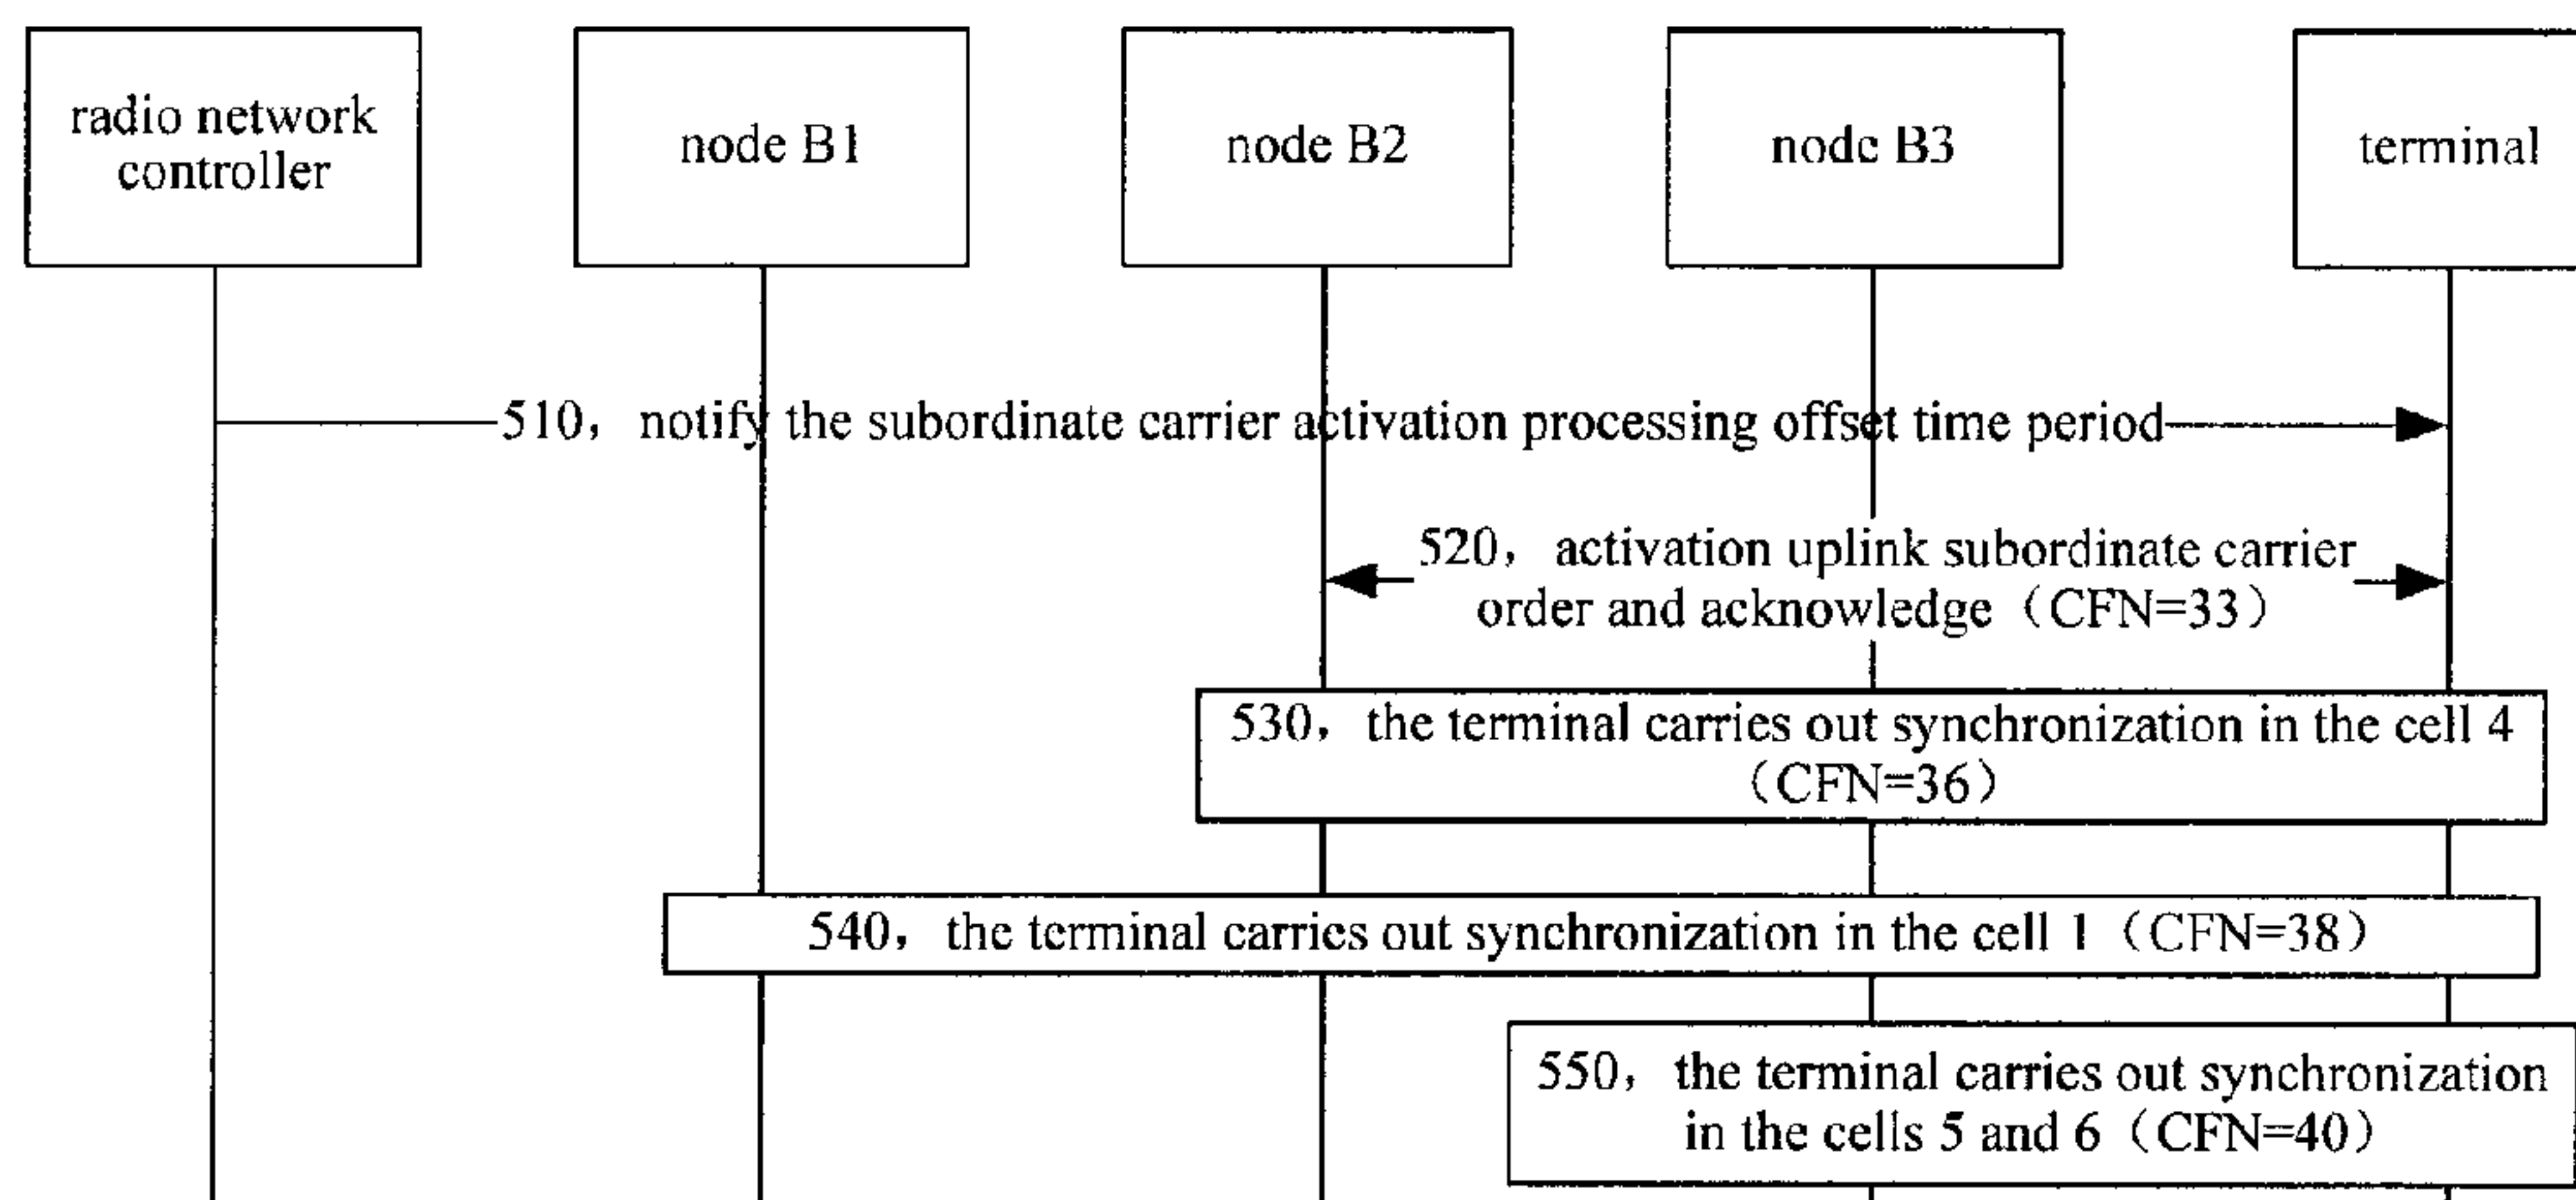 radio network
controller
node B1
node B2
node B3
terminal
510, notify the subordinate carrier activation processing offset time period
520, activation uplink subordinate carrier
order and acknowledge (CFN=33)
530, the terminal carries out synchronization in the cell 4
(CFN=36)
540, the terminal carries out synchronization in the cell 1 (CFN=38)
550, the terminal carries out synchronization
in the cells 5 and 6 (CFN=40)